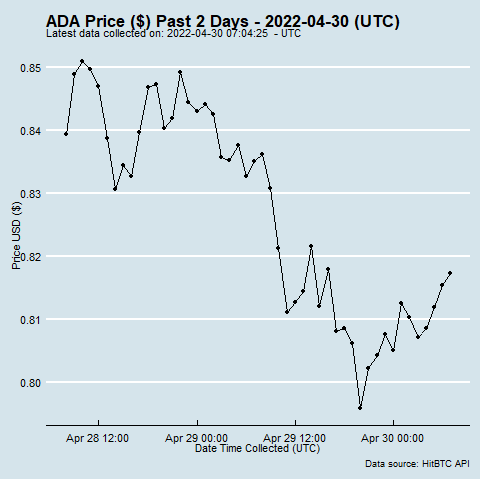 ADA Price ($) Past 2 Days - 2022-04-30 (UTC)
Latest data collected on: 2022-04-30 07:04:25  - UTC
0.85
0.84
0.83
0.82
0.81
0.80
Price USD ($)
Apr 28 12:00
Apr 29 00:00
Apr 29 12:00
Apr 30 00:00
Date Time Collected (UTC)
Data source: HitBTC API